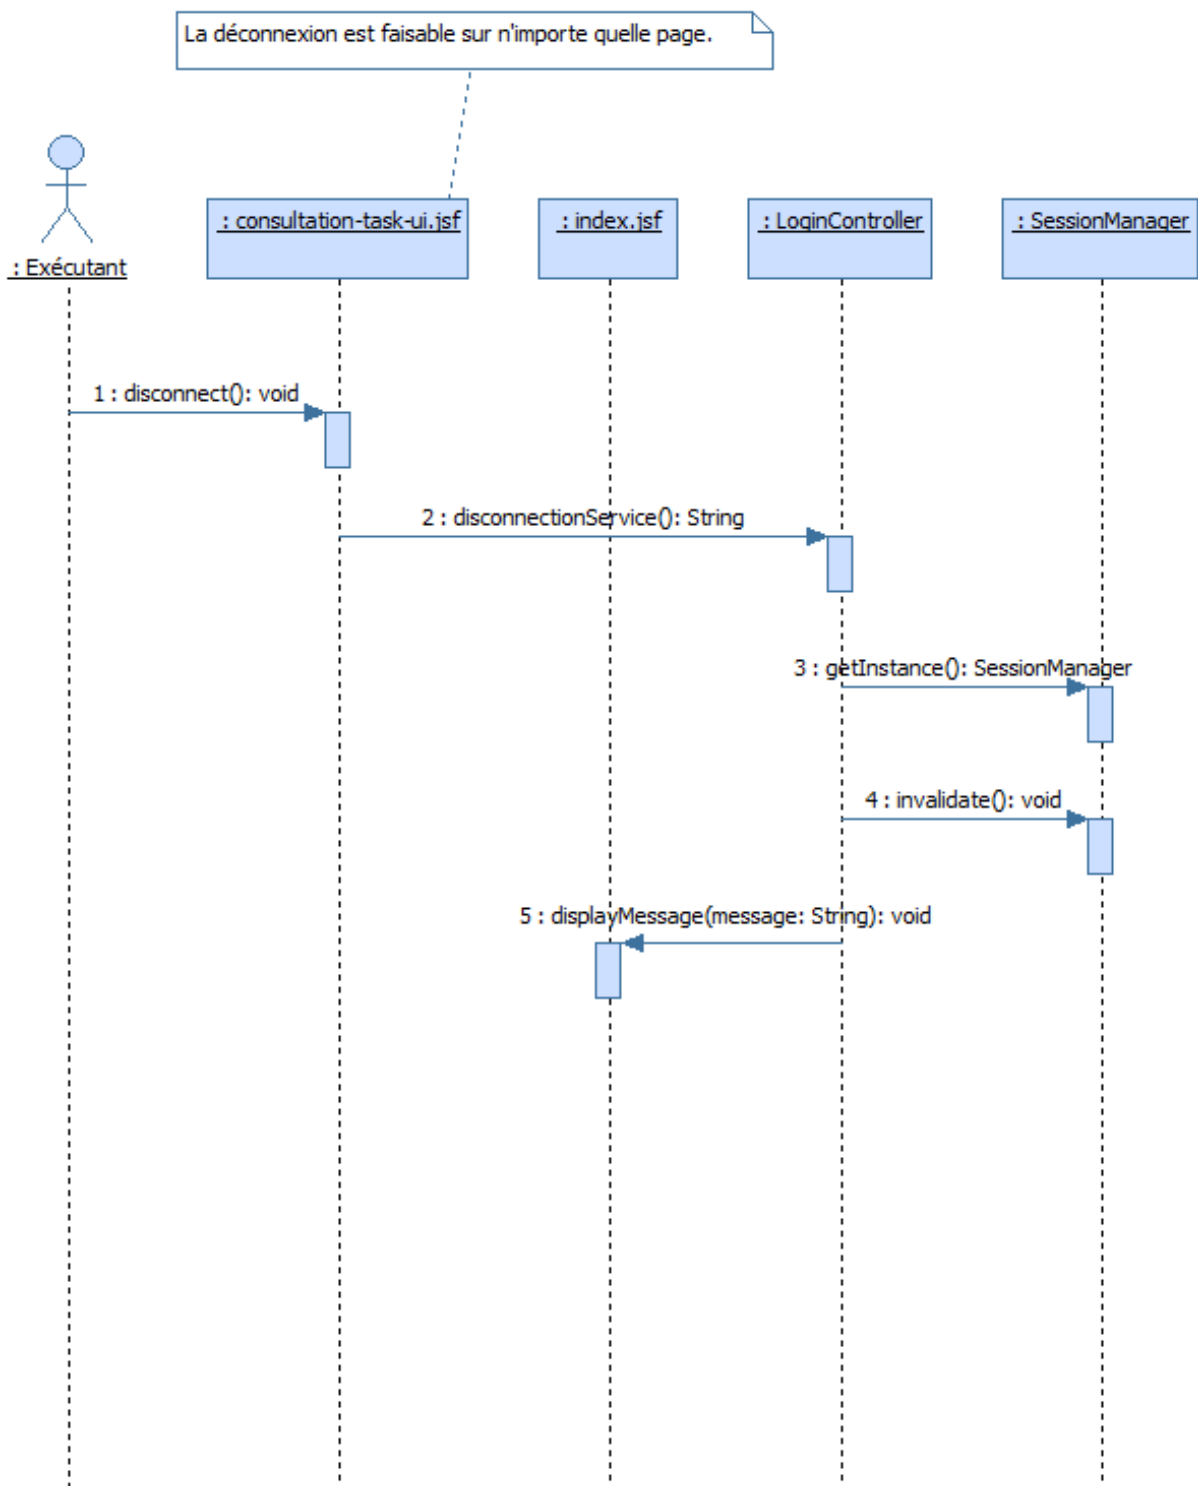 La déconnexion est faisable sur n'importe quelle page.
: Exécutant
: consultation-task-ui.jsf
: index.jsf
: LoginController
: SessionManager
1 : disconnect(): void
2 : disconnectionService(): String
3 : getInstance(): SessionManager
4 : invalidate(): void
5 : displayMessage(message: String): void